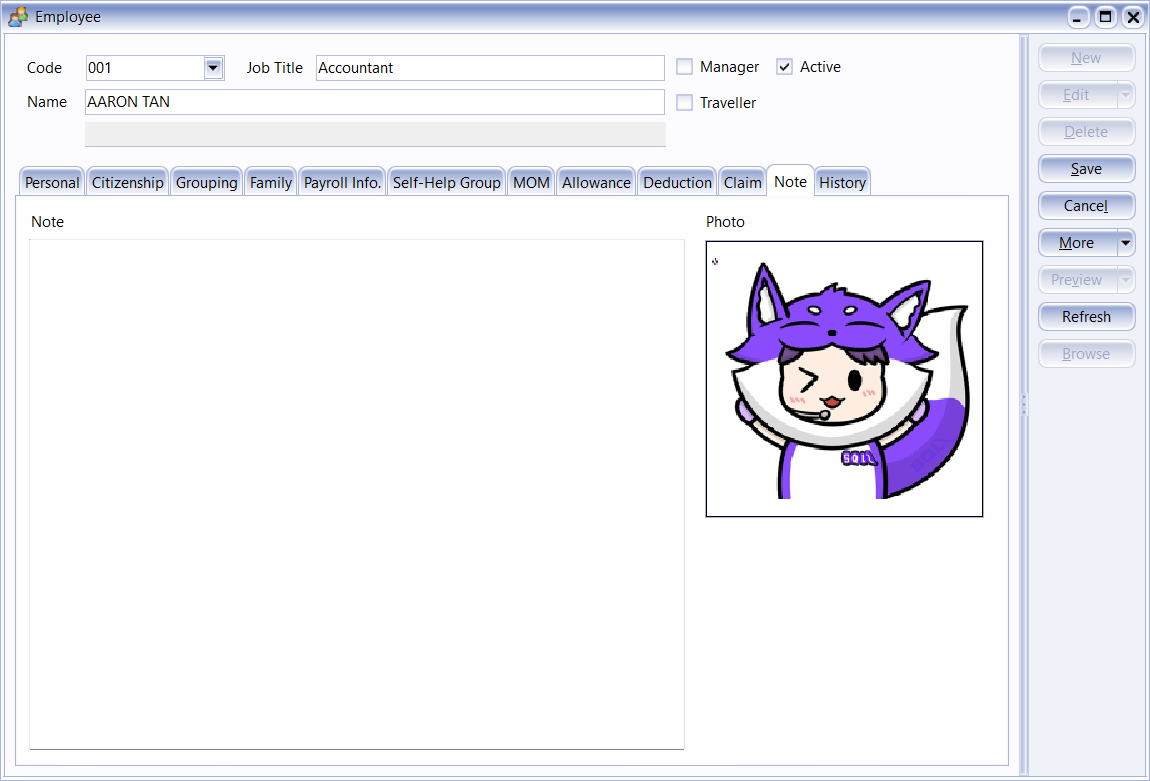 Employee
Code 001 Job Title Accountant Manager Active
Name AARON TAN Traveller
Personal Citizenship Grouping Family Payroll Info. Self-Help Group MOM Allowance Deduction Claim Note History
Note Photo
SQL
New
Edit
Delete
Save
Cancel
More
Preview
Refresh
Browse